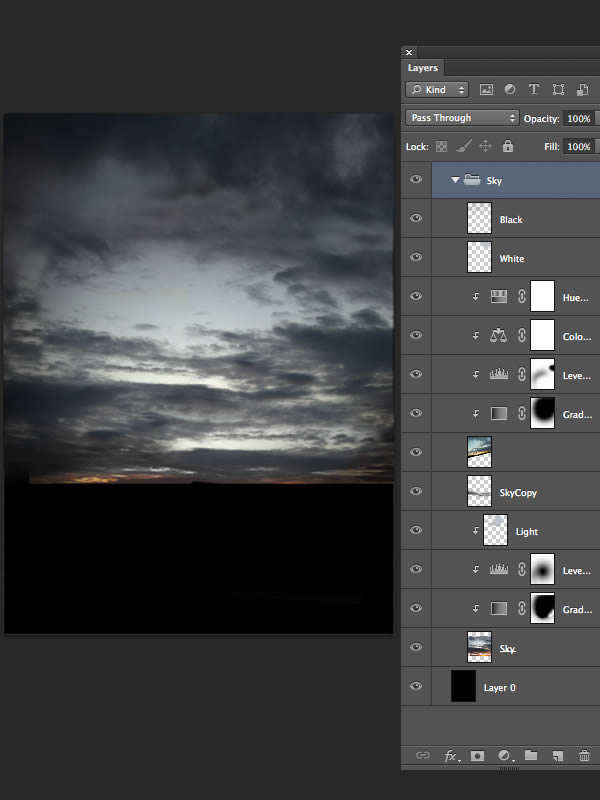 Layers
Kind
Pass Through Opacity: 100%
Lock: Fill: 100%
Sky
Black
White
Hue...
Colo...
Leve...
Grad...
SkyCopy
Light
Leve...
Grad...
Sky
Layer 0
fx